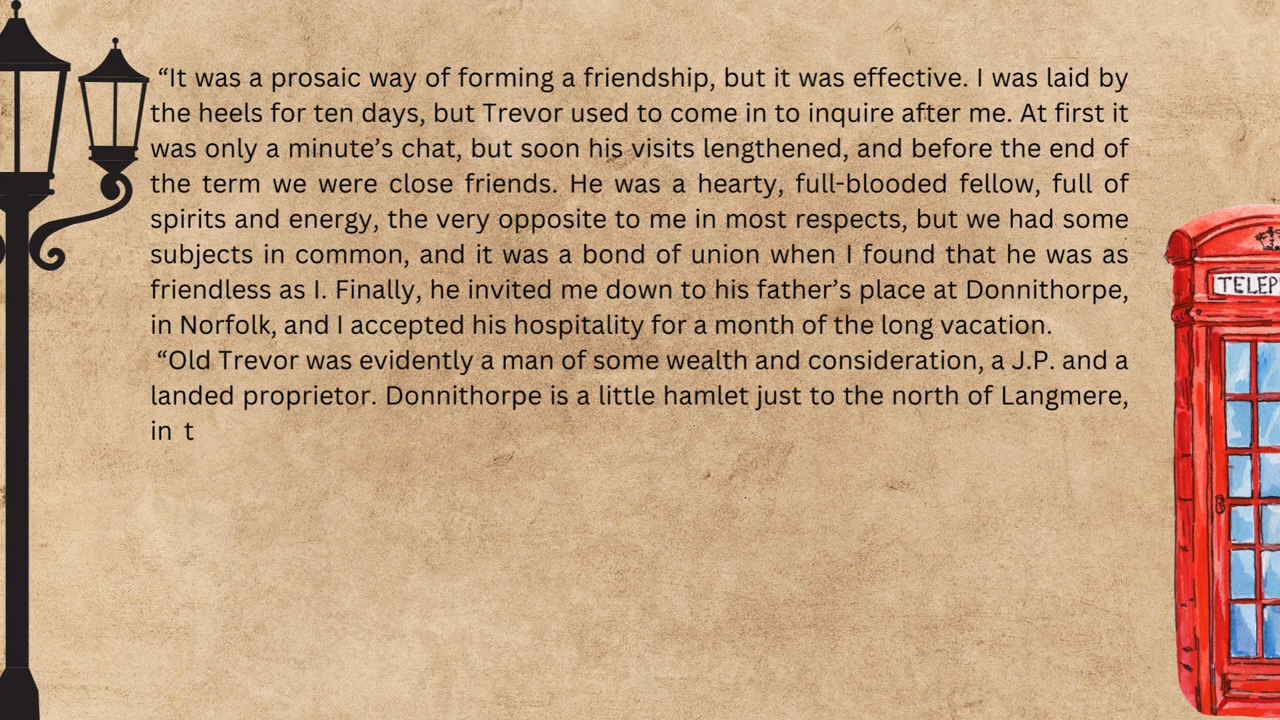 “It was a prosaic way of forming a friendship, but it was effective. I was laid by
the heels for ten days, but Trevor used to come in to inquire after me. At first it
was only a minute’s chat, but soon his visits lengthened, and before the end of
the term we were close friends. He was a hearty, full-blooded fellow, full of
spirits and energy, the very opposite to me in most respects, but we had some
subjects in common, and it was a bond of union when I found that he was as
friendless as I. Finally, he invited me down to his father’s place at Donnithorpe,
in Norfolk, and I accepted his hospitality for a month of the long vacation.
“Old Trevor was evidently a man of some wealth and consideration, a J.P. and a
landed proprietor. Donnithorpe is a little hamlet just to the north of Langmere,
in t
TELEP